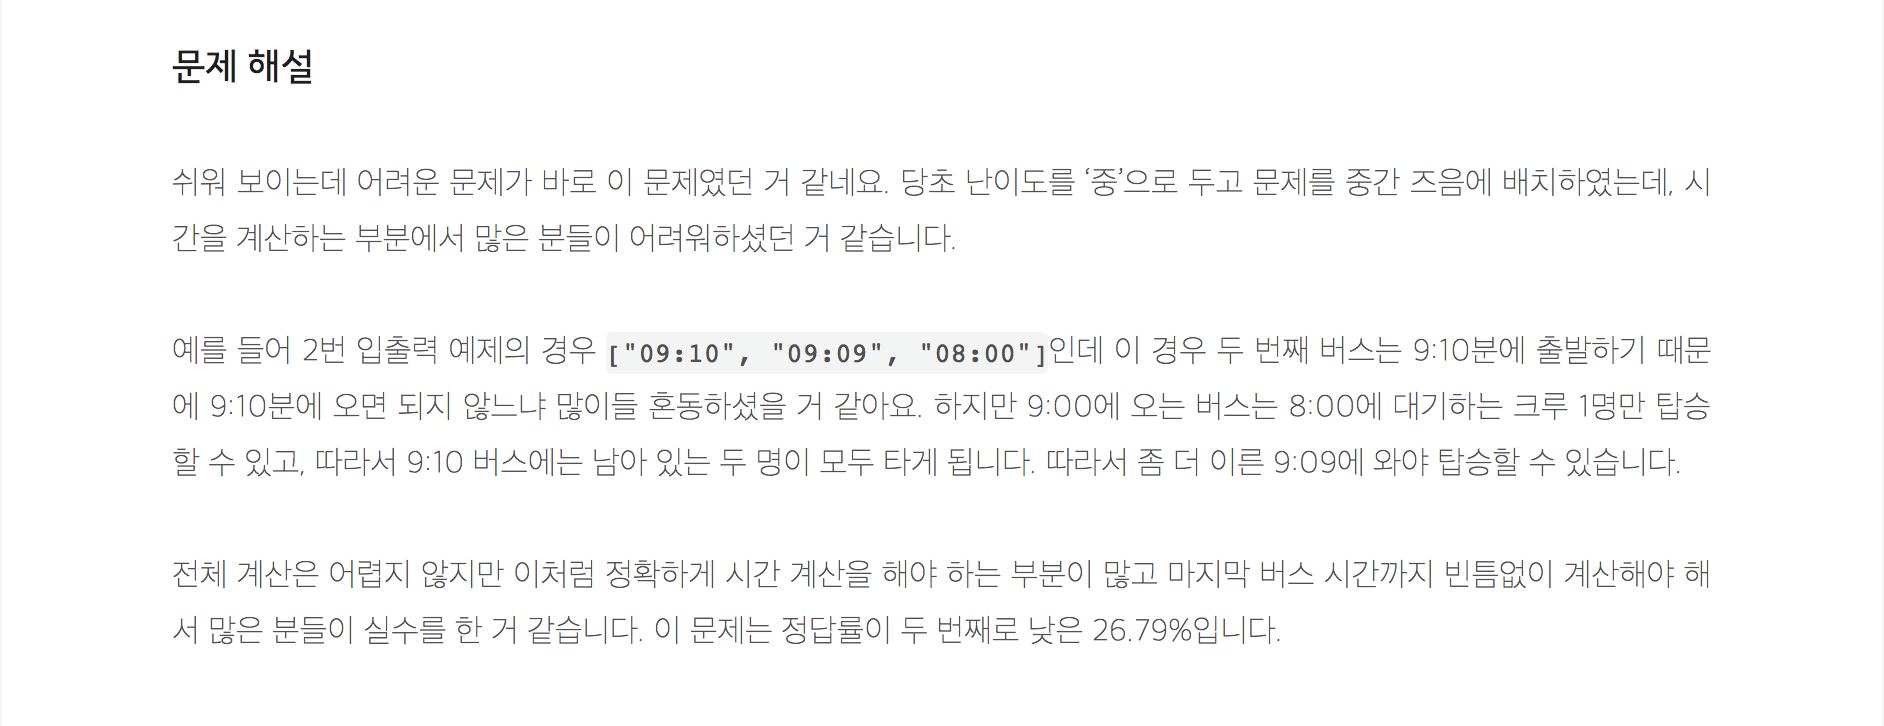 문제 해설
쉬워 보이는데 어려운 문제가 바로 이 문제였던 거 같네요. 당초 난이도를 ‘중’으로 두고 문제를 중간 즈음에 배치하였는데, 시
간을 계산하는 부분에서 많은 분들이 어려워하셨던 거 같습니다.
예를 들어 2번 입출력 예제의 경우 ["09:10", "09:09", "08:00"]인데 이 경우 두 번째 버스는 9:10분에 출발하기 때문
에 9:10분에 오면 되지 않느냐 많이들 혼동하셨을 거 같아요. 하지만 9:00에 오는 버스는 8:00에 대기하는 크루 1명만 탑승
할 수 있고, 따라서 9:10 버스에는 남아 있는 두 명이 모두 타게 됩니다. 따라서 좀 더 이른 9:09에 와야 탑승할 수 있습니다.
전체 계산은 어렵지 않지만 이처럼 정확하게 시간 계산을 해야 하는 부분이 많고 마지막 버스 시간까지 빈틈없이 계산해야 해
서 많은 분들이 실수를 한 거 같습니다. 이 문제는 정답률이 두 번째로 낮은 26.79%입니다.